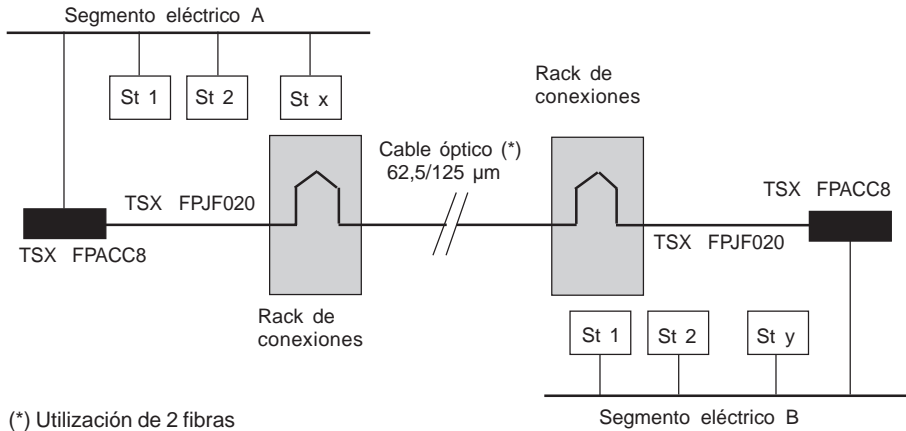 Segmento eléctrico A
St 1
St 2
St x
Rack de
conexiones
Cable óptico (*)
62,5/125 µm
TSX FPACC8
TSX FPJF020
TSX FPJF020
TSX FPACC8
Rack de
conexiones
St 1
St 2
St y
(*) Utilización de 2 fibras
Segmento eléctrico B